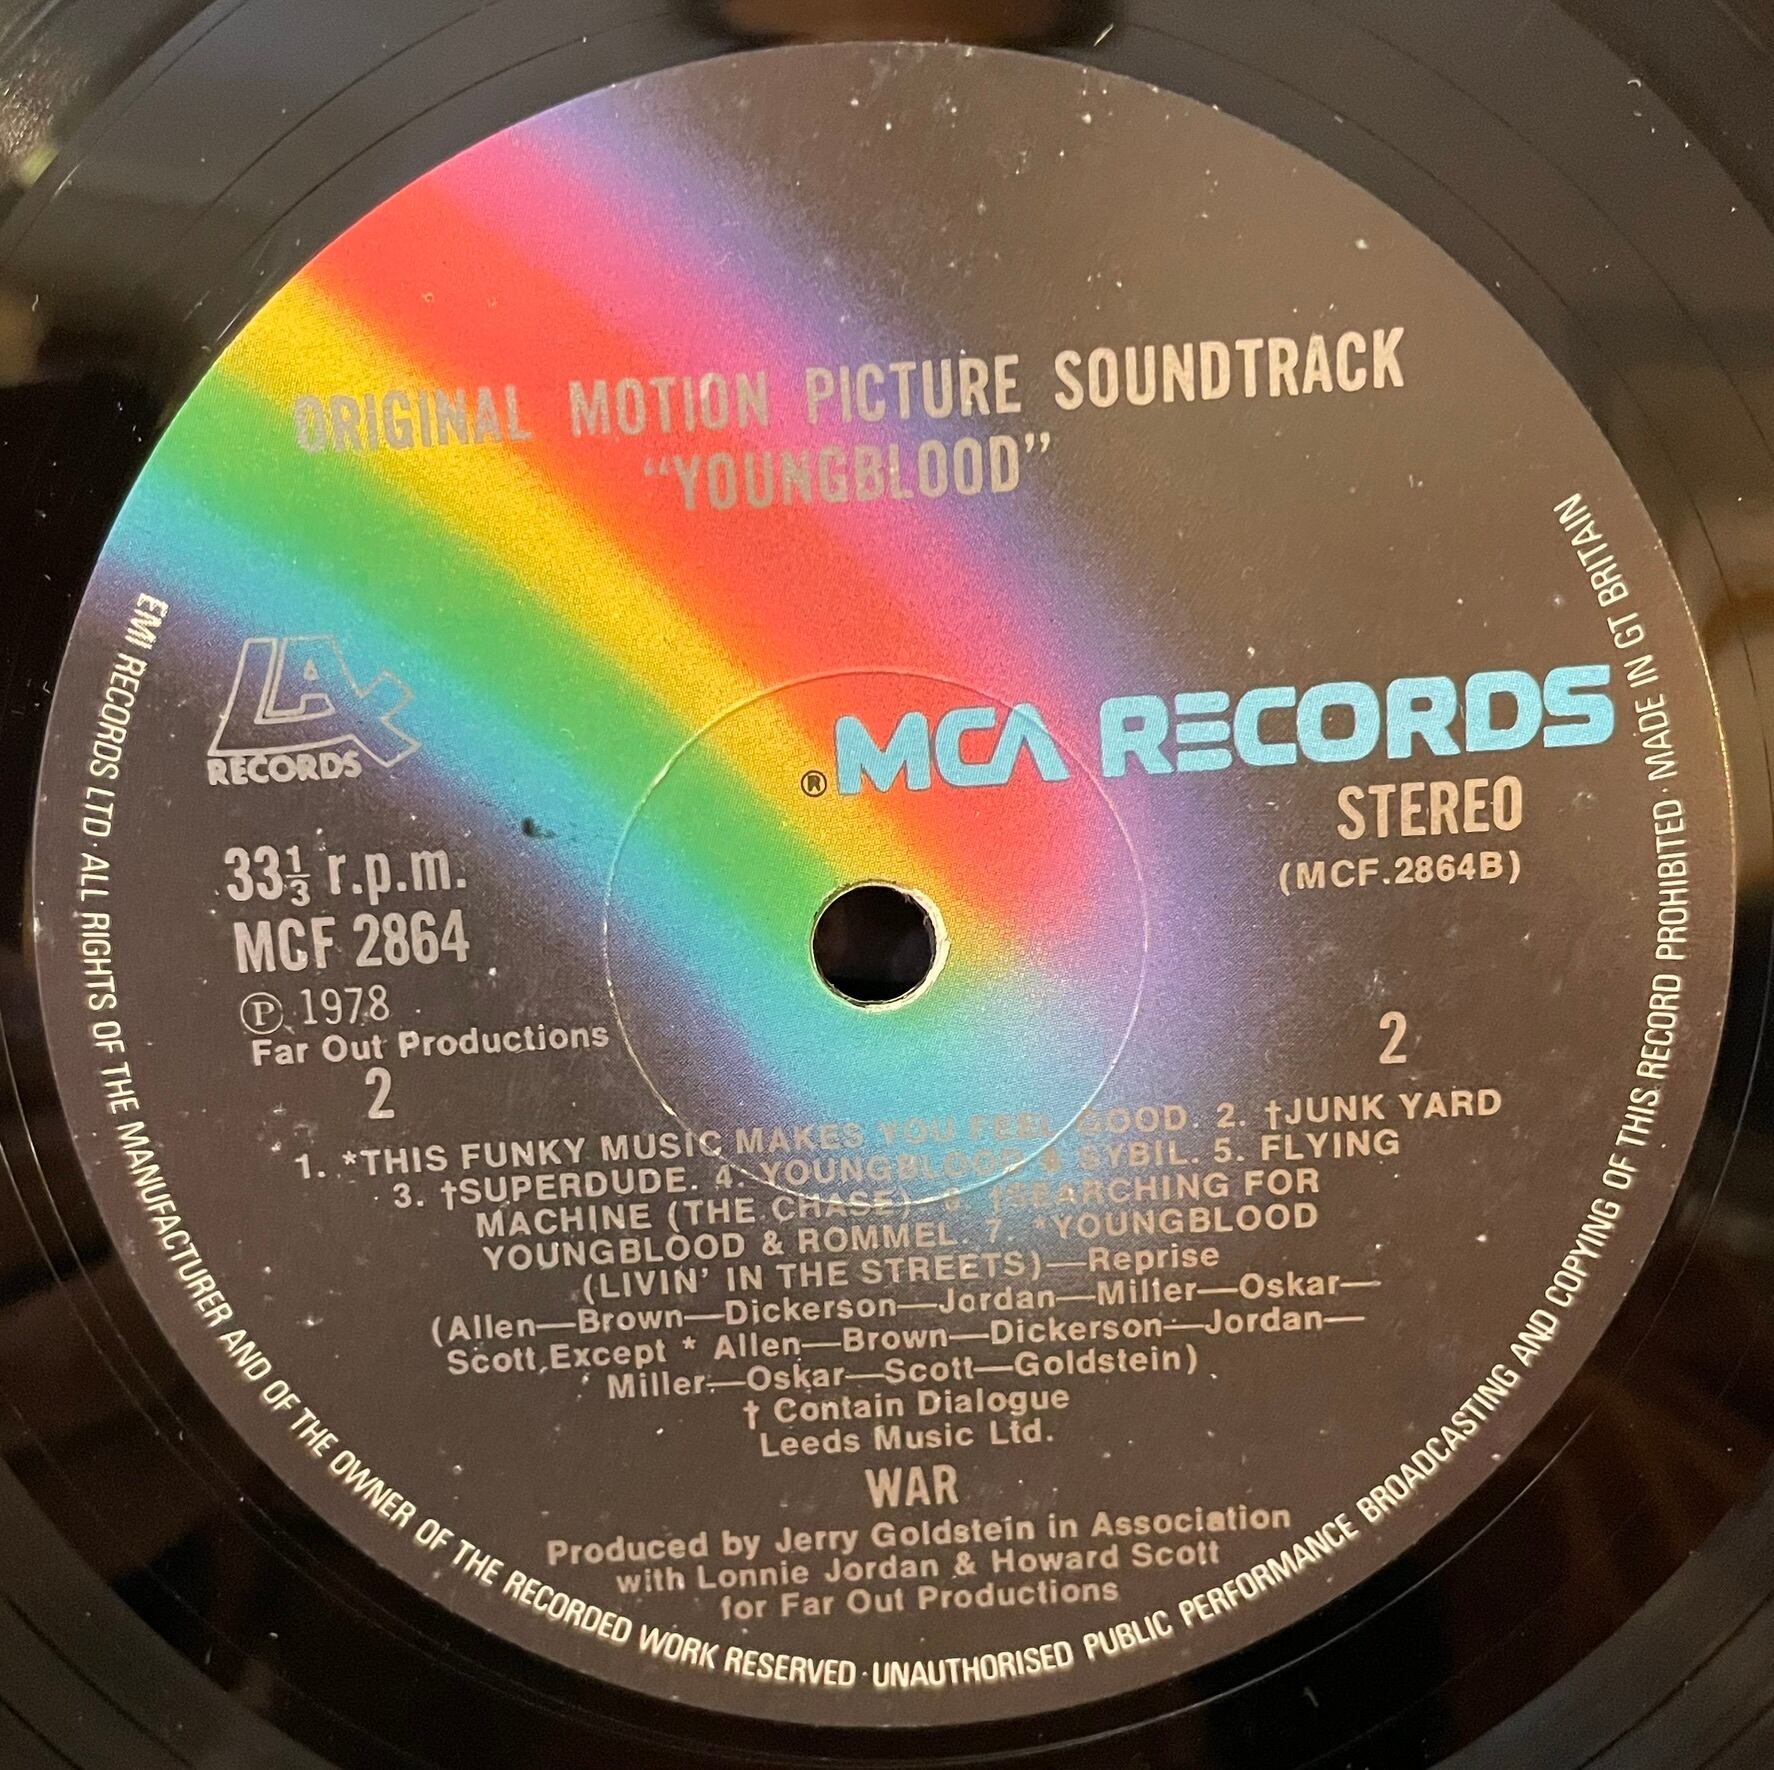 ORIGINAL MOTION PICTURE SOUNDTRACK
“YOUNGBLOOD”
LAX
RECORDS
® MCA RECORDS
STEREO
(MCF.2864B)
33⅓ r.p.m.
MCF 2864
Ⓟ 1978
Far Out Productions
2
2
1. *THIS FUNKY MUSIC MAKES YOU FEEL GOOD. 2. †JUNK YARD
3. †SUPERDUDE. 4. YOUNGBLOOD & SYBIL. 5. FLYING
MACHINE (THE CHASE). 6. †SEARCHING FOR
YOUNGBLOOD & ROMMEL. 7. *YOUNGBLOOD
(LIVIN’ IN THE STREETS)—Reprise
(Allen—Brown—Dickerson—Jordan—Miller—Oskar—
Scott,Except * Allen—Brown—Dickerson—Jordan—
Miller—Oskar—Scott—Goldstein)
† Contain Dialogue
Leeds Music Ltd.
WAR
Produced by Jerry Goldstein in Association
with Lonnie Jordan & Howard Scott
for Far Out Productions
EMI RECORDS LTD · ALL RIGHTS OF THE MANUFACTURER AND OF THE OWNER OF THE RECORDED WORK RESERVED · UNAUTHORISED PUBLIC PERFORMANCE BROADCASTING AND COPYING OF THIS RECORD PROHIBITED · MADE IN GT BRITAIN